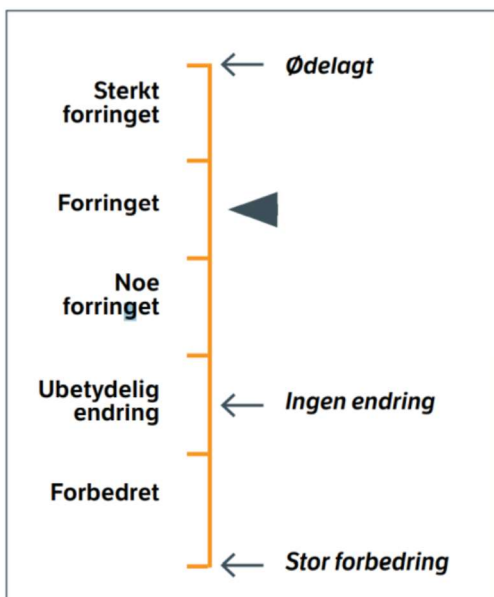 Ødelagt
Sterkt
forringet
Forringet
Noe
forringet
Ubetydelig
endring
Ingen endring
Forbedret
Stor forbedring